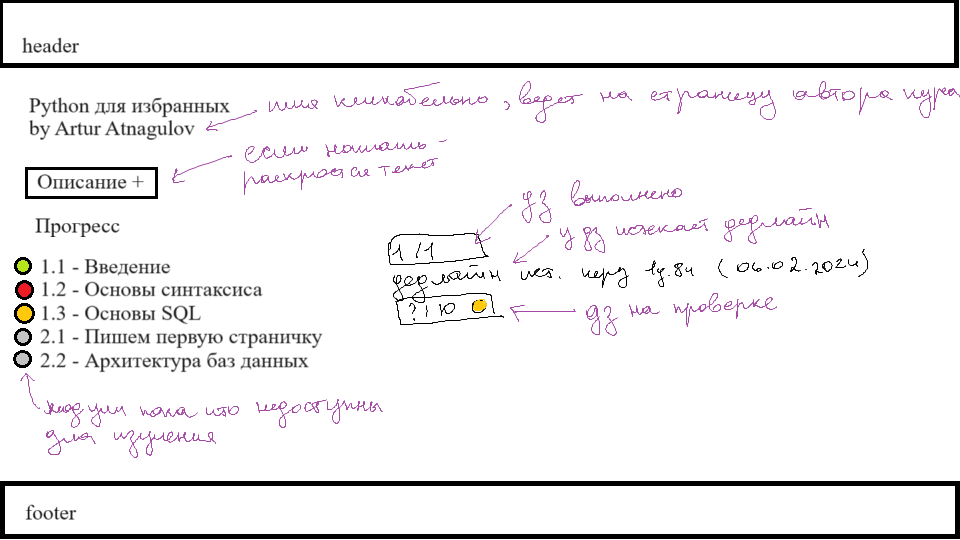 header
Python для избранных
by Artur Atnagulov
имя кликабельно, ведет на страницу автора курса
если нажать -
раскроется текст
Описание +
Прогресс
1.1 - Введение
1.2 - Основы синтаксиса
1.3 - Основы SQL
2.1 - Пишем первую страничку
2.2 - Архитектура баз данных
дз выполнено
1 / 1
у дз истекает дедлайн
дедлайн ист. через 1д. 8ч (06.02.2024)
? / 10
дз на проверке
модули пока что недоступны
для изучения
footer